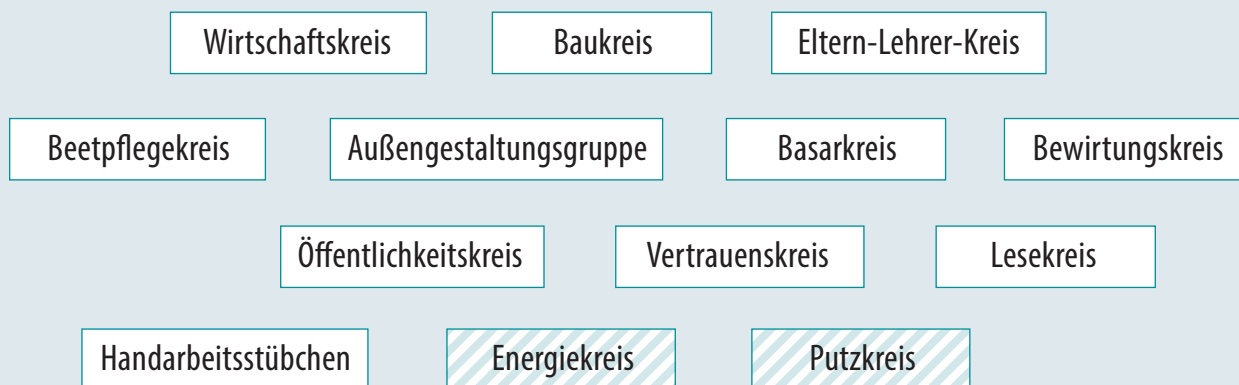 Wirtschaftskreis Baukreis Eltern-Lehrer-Kreis
Beetpflegekreis Außengestaltungsgruppe Basarkreis Bewirtungskreis
Öffentlichkeitskreis Vertrauenskreis Lesekreis
Handarbeitsstübchen Energiekreis Putzkreis